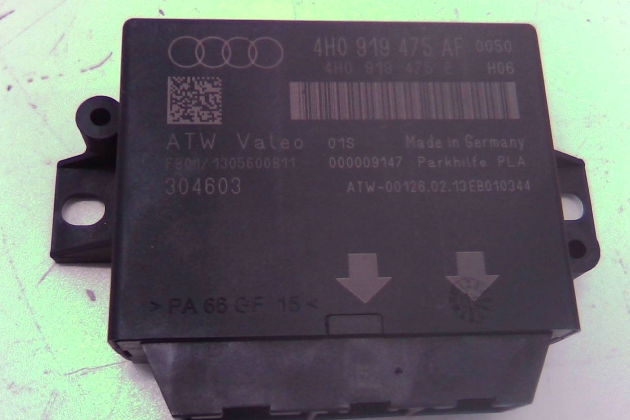 4H0 919 475 AF 0050
4H0 919 475 E H06
ATW Valeo 01S Made in Germany
1305600811 000009147 Parkhilfe PLA
304603 ATW-00126.02.13EB010344
>PA 66 GF 15<